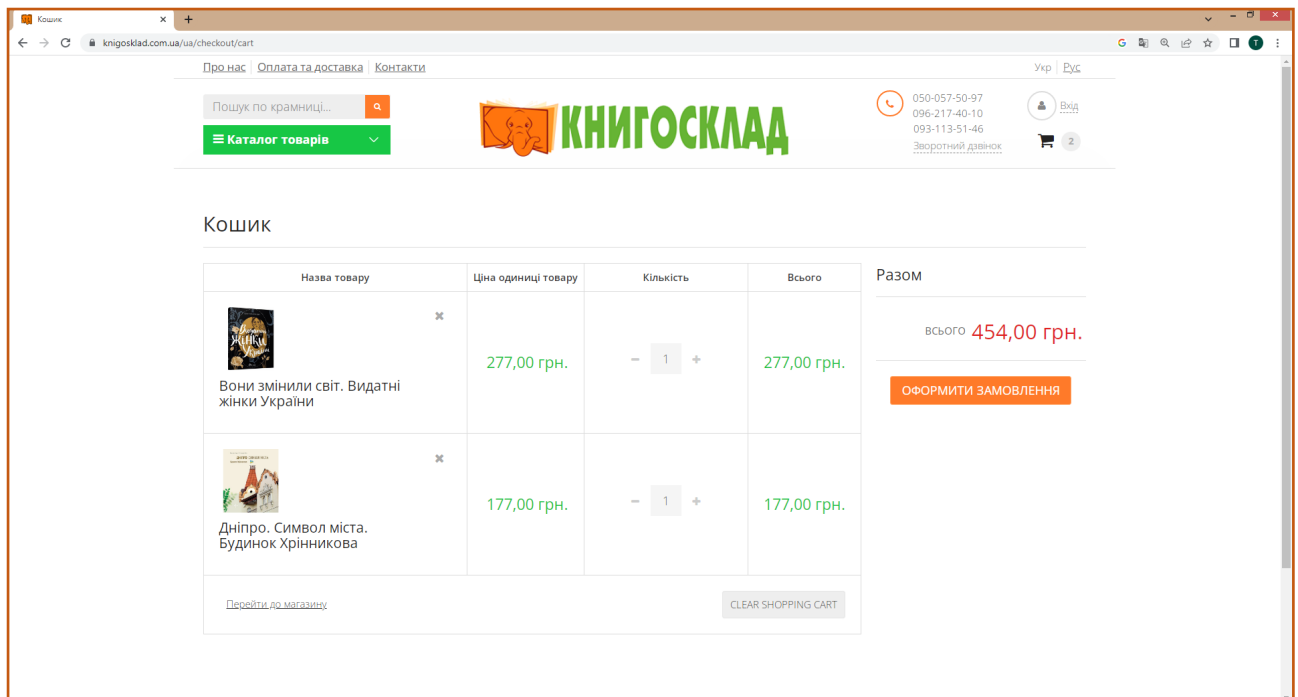 Кошик
knigosklad.com.ua/ua/checkout/cart
Про нас Оплата та доставка Контакти
Укр Рус
Пошук по крамниці...
Каталог товарів
КНИГОСКЛАД
050-057-50-97
096-217-40-10
093-113-51-46
Зворотний дзвінок
Вхід
2
Кошик
Назва товару Ціна одиниці товару Кількість Всього
Вони змінили світ. Видатні
жінки України
277,00 грн. − 1 + 277,00 грн.
Дніпро. Символ міста.
Будинок Хрінникова
177,00 грн. − 1 + 177,00 грн.
Перейти до магазину
CLEAR SHOPPING CART
Разом
ВСЬОГО 454,00 грн.
ОФОРМИТИ ЗАМОВЛЕННЯ